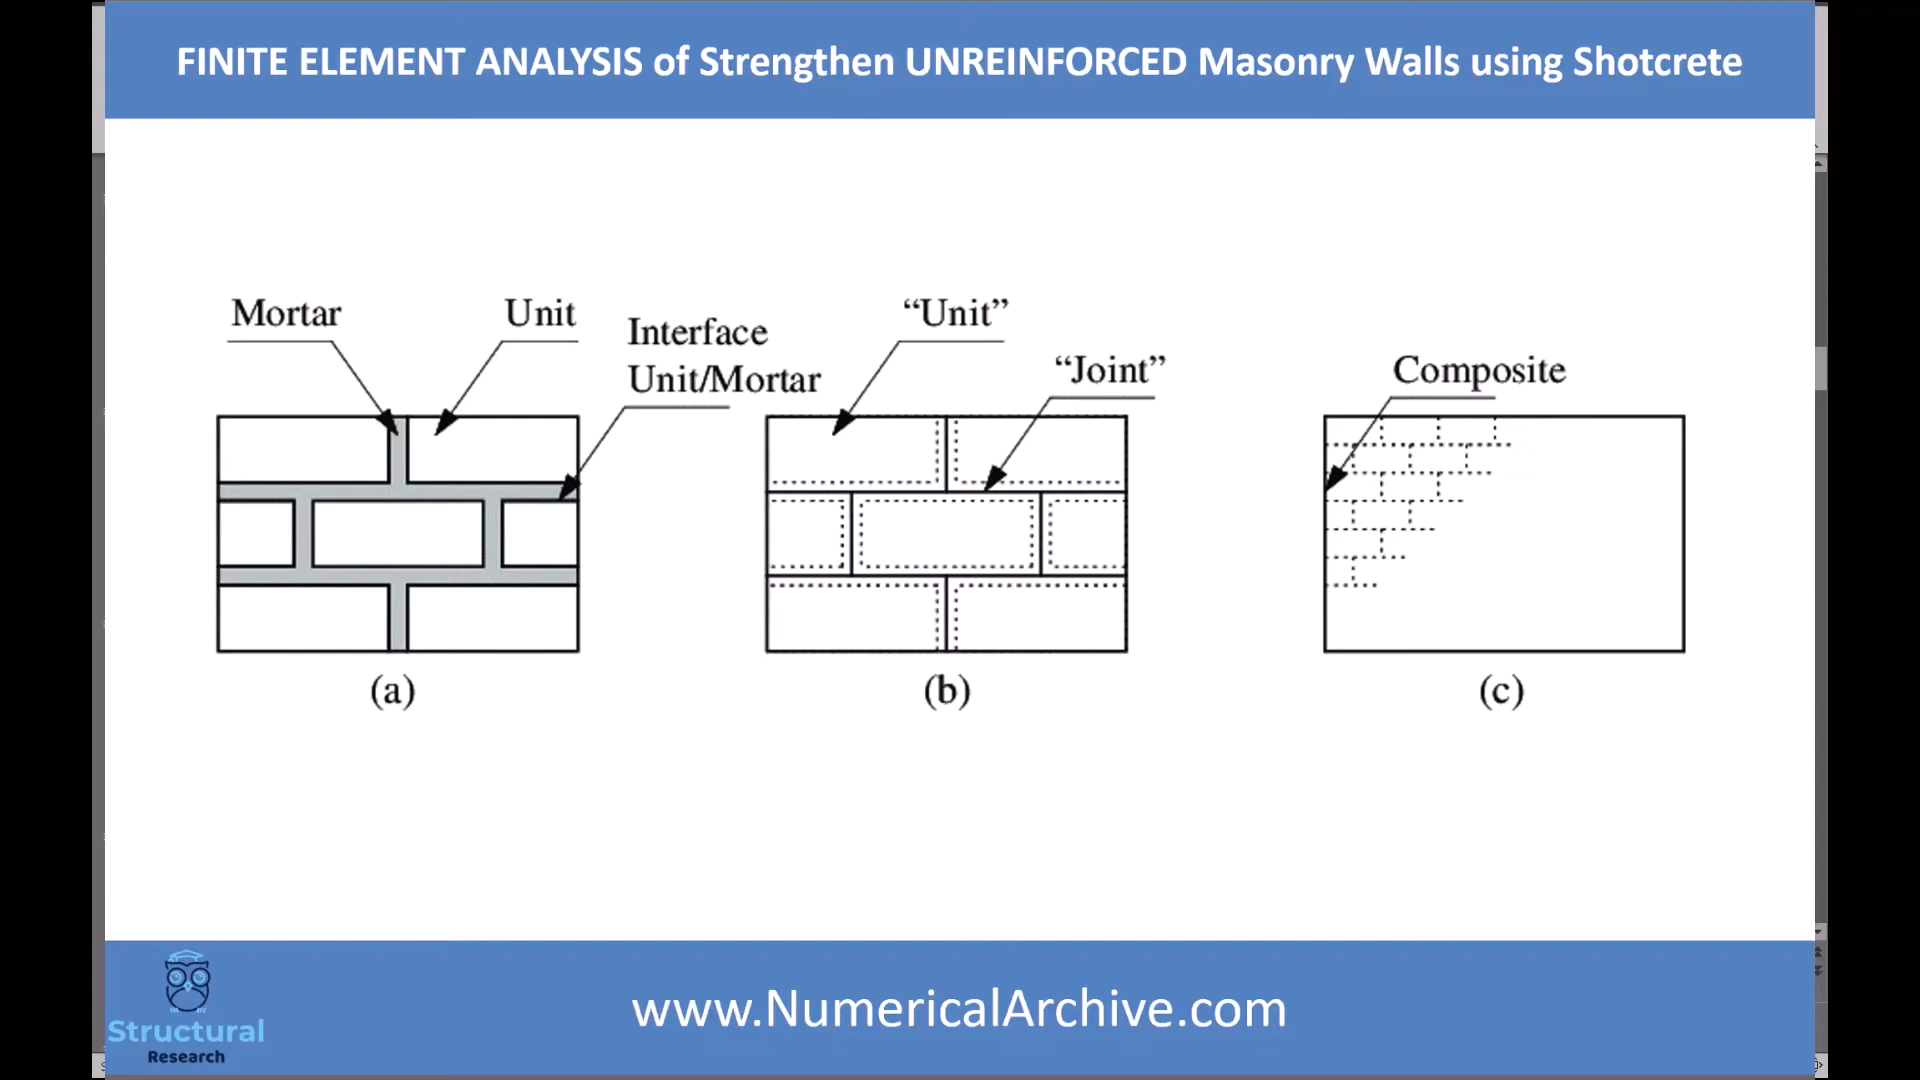 FINITE ELEMENT ANALYSIS of Strengthen UNREINFORCED Masonry Walls using Shotcrete
Mortar
Unit
Interface
Unit/Mortar
“Unit”
“Joint”
Composite
(a)
(b)
(c)
Structural
Research
www.NumericalArchive.com